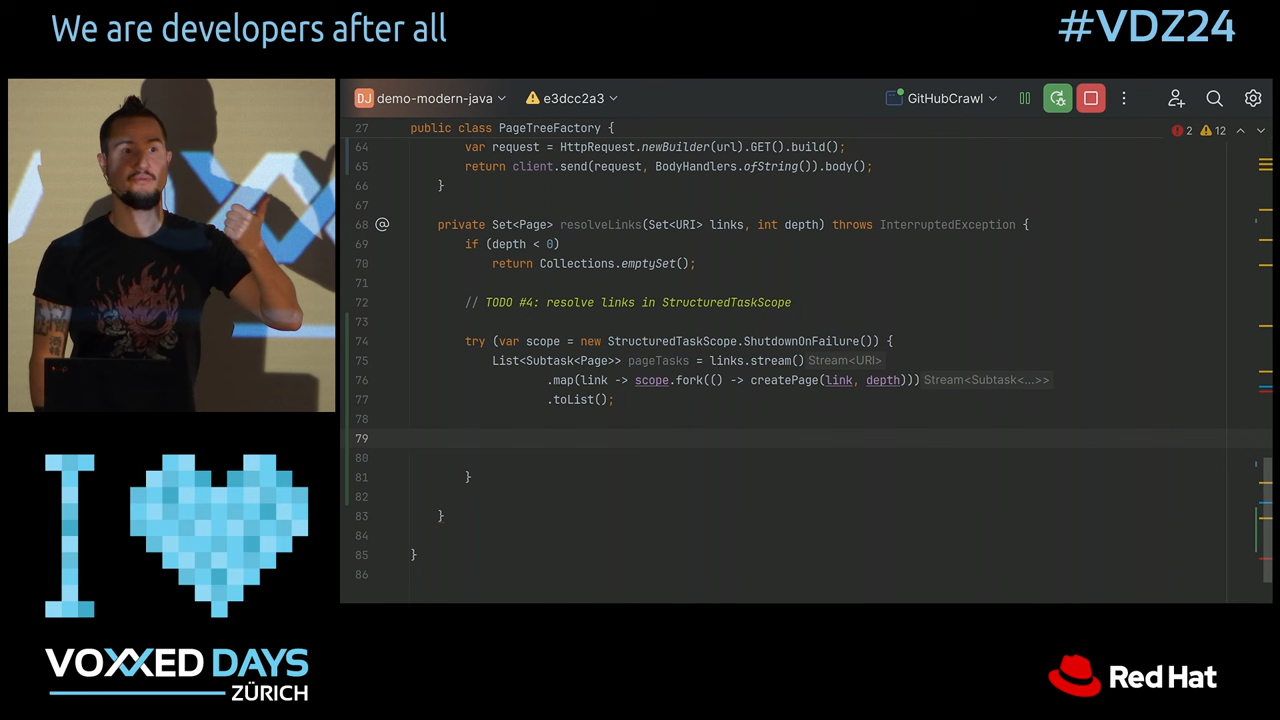 We are developers after all
#VDZ24
DJ demo-modern-java e3dcc2a3 GitHubCrawl
27 public class PageTreeFactory { 2 12
64 var request = HttpRequest.newBuilder(url).GET().build();
65 return client.send(request, BodyHandlers.ofString()).body();
66 }
67
68 @ private Set<Page> resolveLinks(Set<URI> links, int depth) throws InterruptedException {
69 if (depth < 0)
70 return Collections.emptySet();
71
72 // TODO #4: resolve links in StructuredTaskScope
73
74 try (var scope = new StructuredTaskScope.ShutdownOnFailure()) {
75 List<Subtask<Page>> pageTasks = links.stream() Stream<URI>
76 .map(link -> scope.fork(() -> createPage(link, depth))) Stream<Subtask<...>>
77 .toList();
78
79
80
81 }
82
83 }
84
85 }
86
I
VOXXED DAYS
ZÜRICH
Red Hat